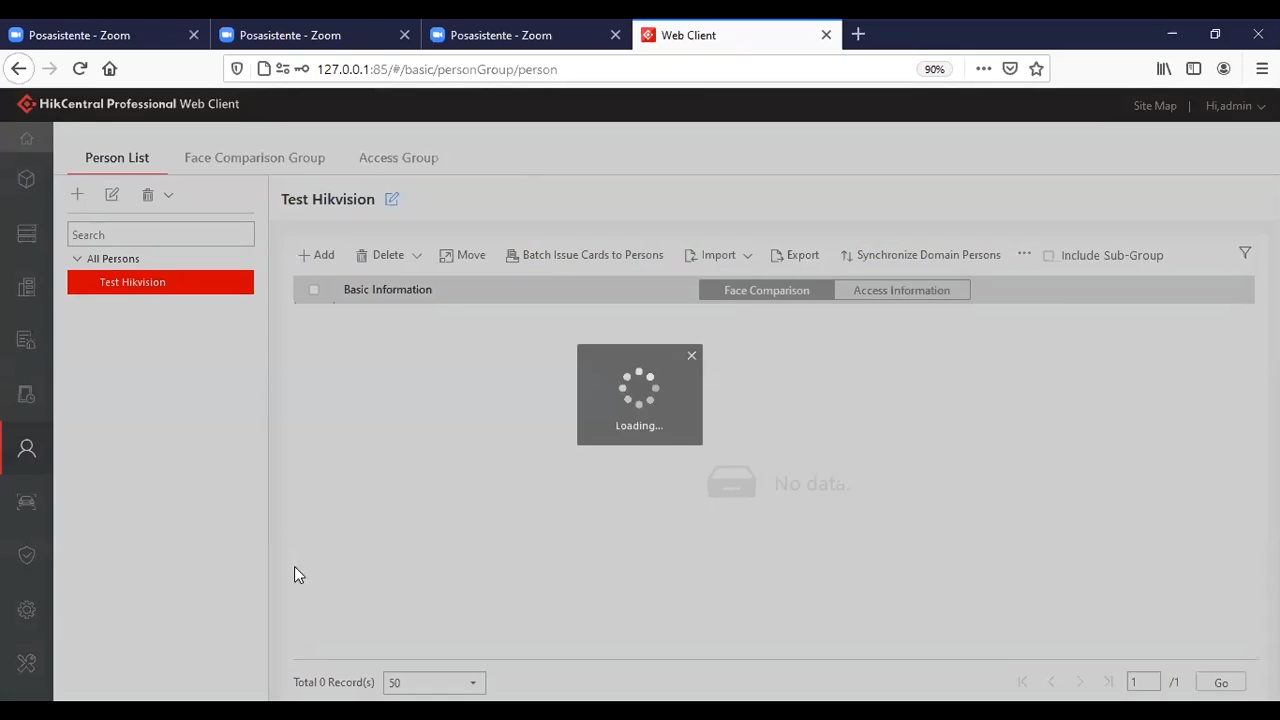 Posasistente - Zoom
Posasistente - Zoom
Posasistente - Zoom
Web Client
127.0.0.1:85/#/basic/personGroup/person
90%
HikCentral Professional Web Client
Site Map
Hi,admin
Person List
Face Comparison Group
Access Group
Search
All Persons
Test Hikvision
Test Hikvision
Add
Delete
Move
Batch Issue Cards to Persons
Import
Export
Synchronize Domain Persons
Include Sub-Group
Basic Information
Face Comparison
Access Information
Loading...
No data.
Total 0 Record(s)
50
1
/1
Go